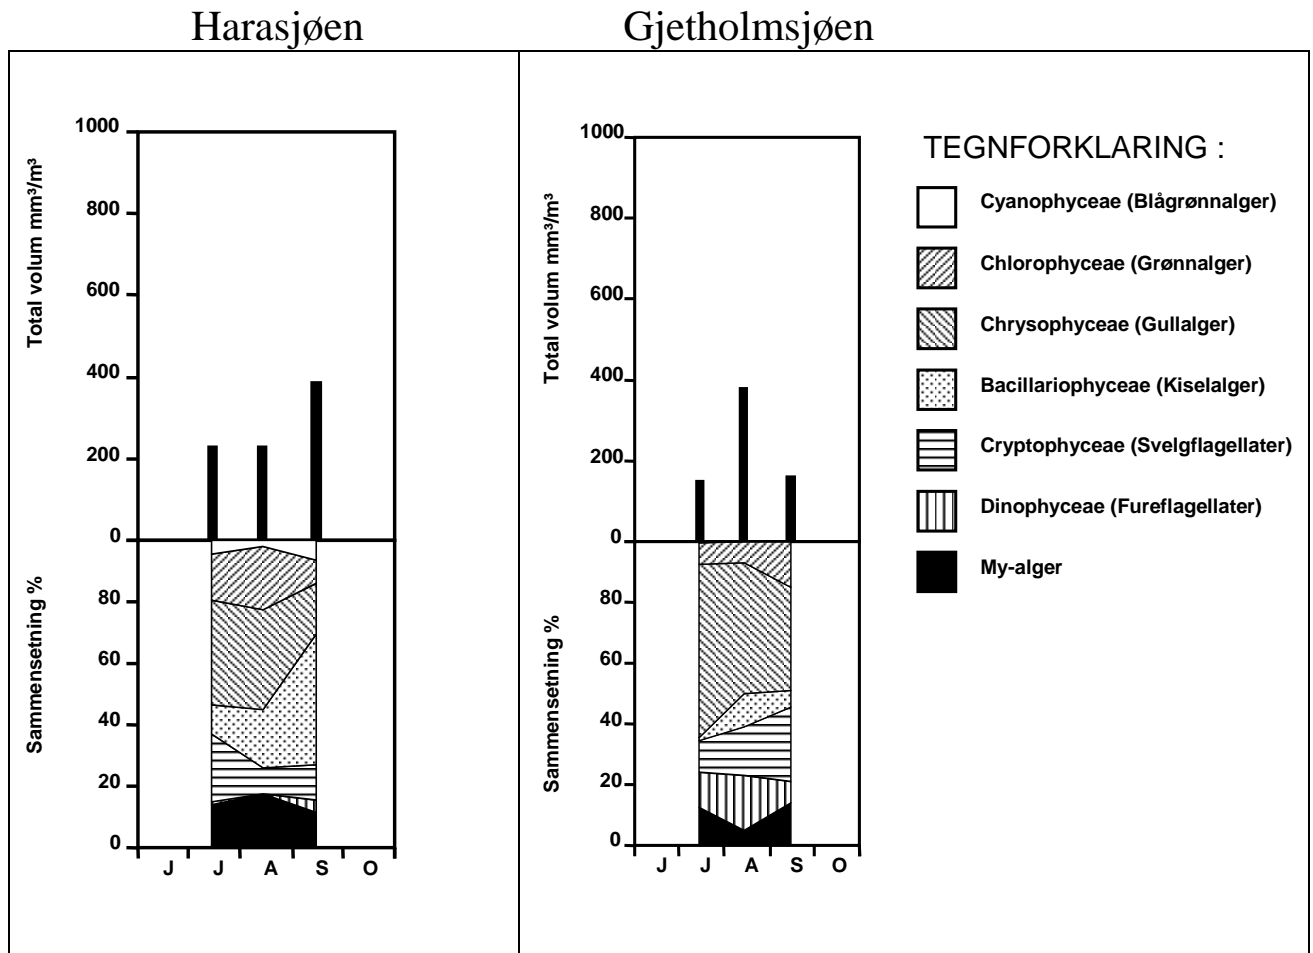 Harasjøen
Gjetholmsjøen
Total volum mm³/m³
1000
800
600
400
200
0
Sammensetning %
80
60
40
20
0
J
J
A
S
O
Total volum mm³/m³
1000
800
600
400
200
0
Sammensetning %
80
60
40
20
0
J
J
A
S
O
TEGNFORKLARING :
Cyanophyceae (Blågrønnalger)
Chlorophyceae (Grønnalger)
Chrysophyceae (Gullalger)
Bacillariophyceae (Kiselalger)
Cryptophyceae (Svelgflagellater)
Dinophyceae (Fureflagellater)
My-alger